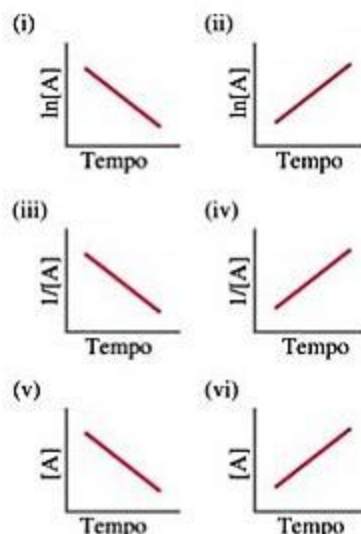 (i) (ii)
ln[A] ln[A]
Tempo Tempo
(iii) (iv)
1/[A] 1/[A]
Tempo Tempo
(v) (vi)
[A] [A]
Tempo Tempo